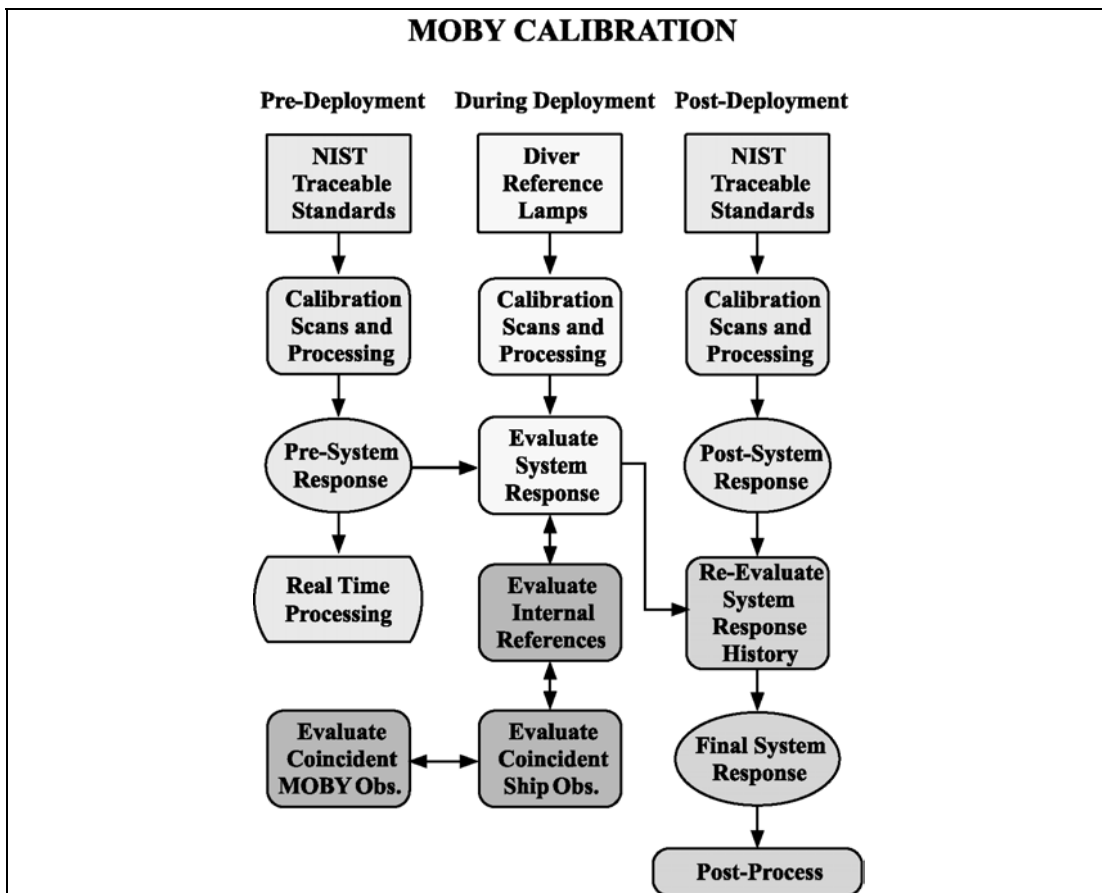 MOBY CALIBRATION
Pre-Deployment
During Deployment
Post-Deployment
NIST
Traceable
Standards
Diver
Reference
Lamps
NIST
Traceable
Standards
Calibration
Scans and
Processing
Calibration
Scans and
Processing
Calibration
Scans and
Processing
Pre-System
Response
Evaluate
System
Response
Post-System
Response
Real Time
Processing
Evaluate
Internal
References
Re-Evaluate
System
Response
History
Evaluate
Coincident
MOBY Obs.
Evaluate
Coincident
Ship Obs.
Final System
Response
Post-Process